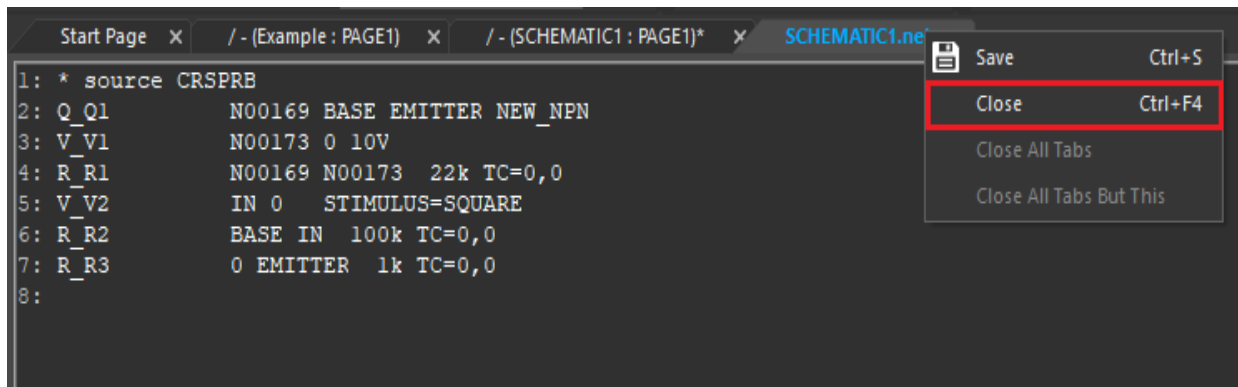 Start Page × / - (Example : PAGE1) × / - (SCHEMATIC1 : PAGE1)* × SCHEMATIC1.net
Save Ctrl+S
Close Ctrl+F4
Close All Tabs
Close All Tabs But This
1: * source CRSPRB
2: Q_Q1 N00169 BASE EMITTER NEW_NPN
3: V_V1 N00173 0 10V
4: R_R1 N00169 N00173 22k TC=0,0
5: V_V2 IN 0 STIMULUS=SQUARE
6: R_R2 BASE IN 100k TC=0,0
7: R_R3 0 EMITTER 1k TC=0,0
8: